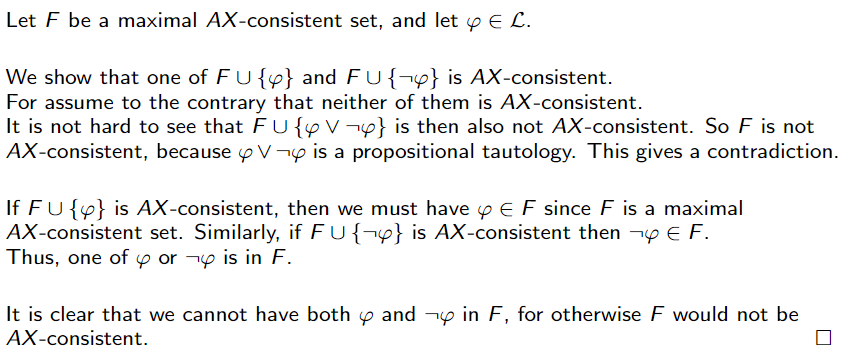 Let F be a maximal AX-consistent set, and let φ ∈ ℒ.
We show that one of F ∪ {φ} and F ∪ {¬φ} is AX-consistent.
For assume to the contrary that neither of them is AX-consistent.
It is not hard to see that F ∪ {φ ∨ ¬φ} is then also not AX-consistent. So F is not
AX-consistent, because φ ∨ ¬φ is a propositional tautology. This gives a contradiction.
If F ∪ {φ} is AX-consistent, then we must have φ ∈ F since F is a maximal
AX-consistent set. Similarly, if F ∪ {¬φ} is AX-consistent then ¬φ ∈ F.
Thus, one of φ or ¬φ is in F.
It is clear that we cannot have both φ and ¬φ in F, for otherwise F would not be
AX-consistent. □